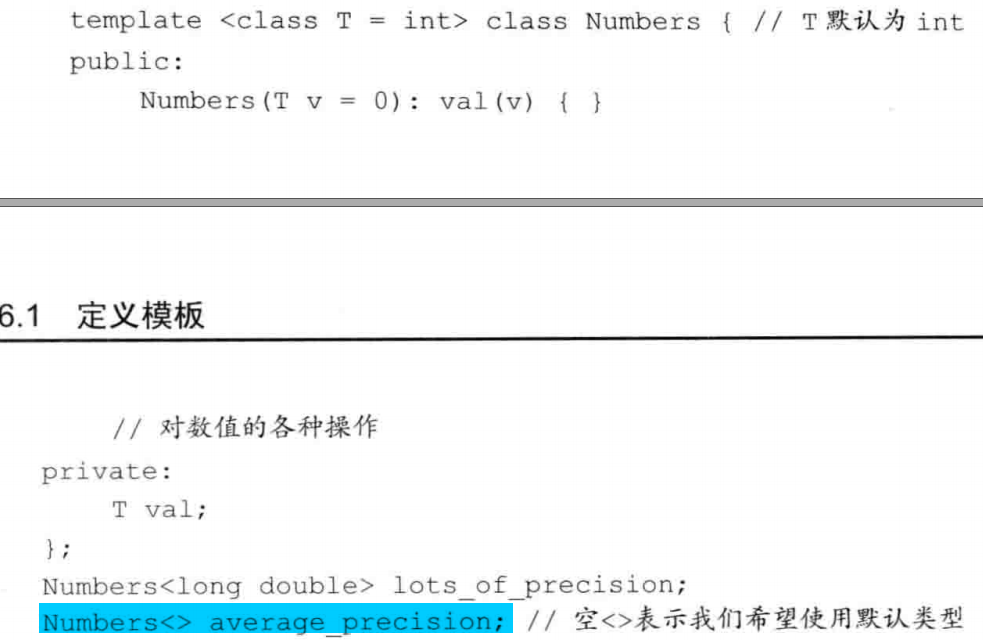 template <class T = int> class Numbers { // T默认为int
public:
Numbers(T v = 0): val(v) { }
6.1 定义模板
// 对数值的各种操作
private:
T val;
};
Numbers<long double> lots_of_precision;
Numbers<> average_precision; // 空<>表示我们希望使用默认类型